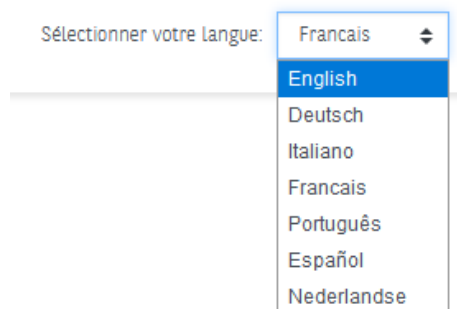 Sélectionner votre langue: Francais
English
Deutsch
Italiano
Francais
Português
Español
Nederlandse